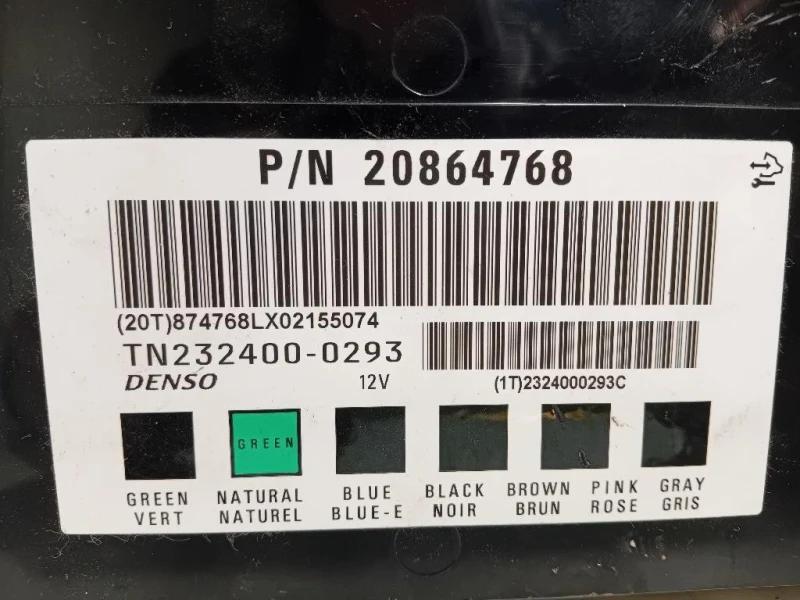 P/N 20864768
(20T)874768LX02155074
TN232400-0293
DENSO 12V (1T)2324000293C
GREEN
GREEN NATURAL BLUE BLACK BROWN PINK GRAY
VERT NATUREL BLUE-E NOIR BRUN ROSE GRIS